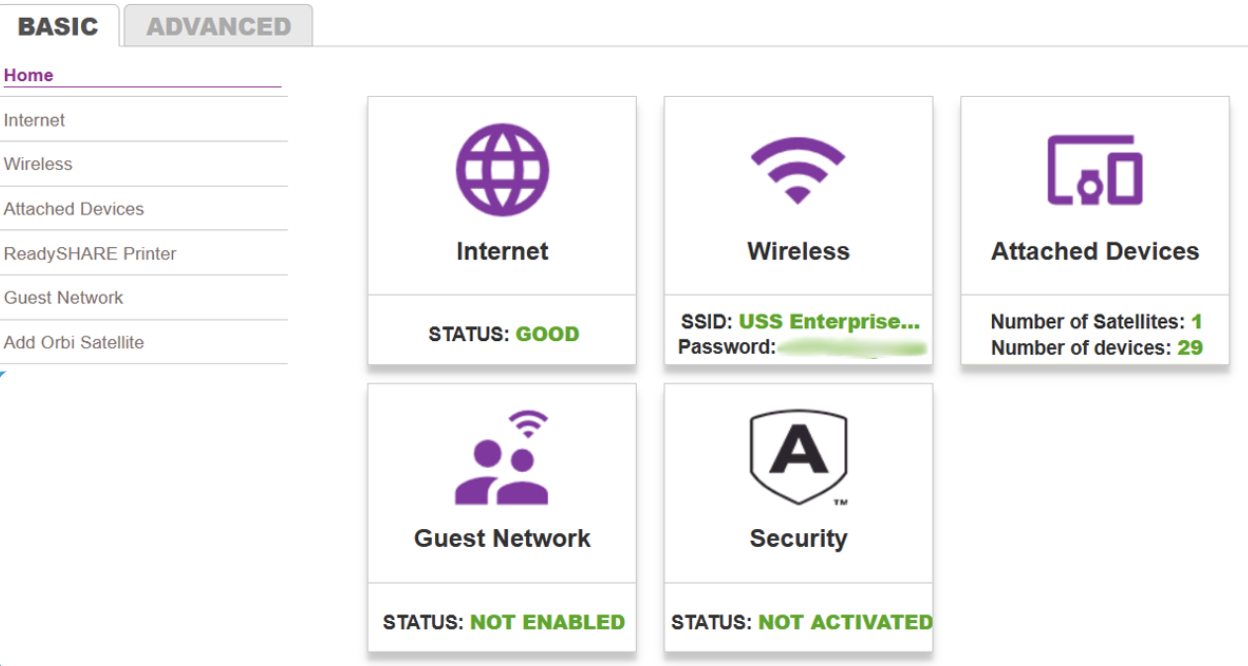 BASIC
ADVANCED
Home
Internet
Wireless
Attached Devices
ReadySHARE Printer
Guest Network
Add Orbi Satellite
Internet
STATUS: GOOD
Wireless
SSID: USS Enterprise...
Password:
Attached Devices
Number of Satellites: 1
Number of devices: 29
Guest Network
STATUS: NOT ENABLED
A
TM
Security
STATUS: NOT ACTIVATED